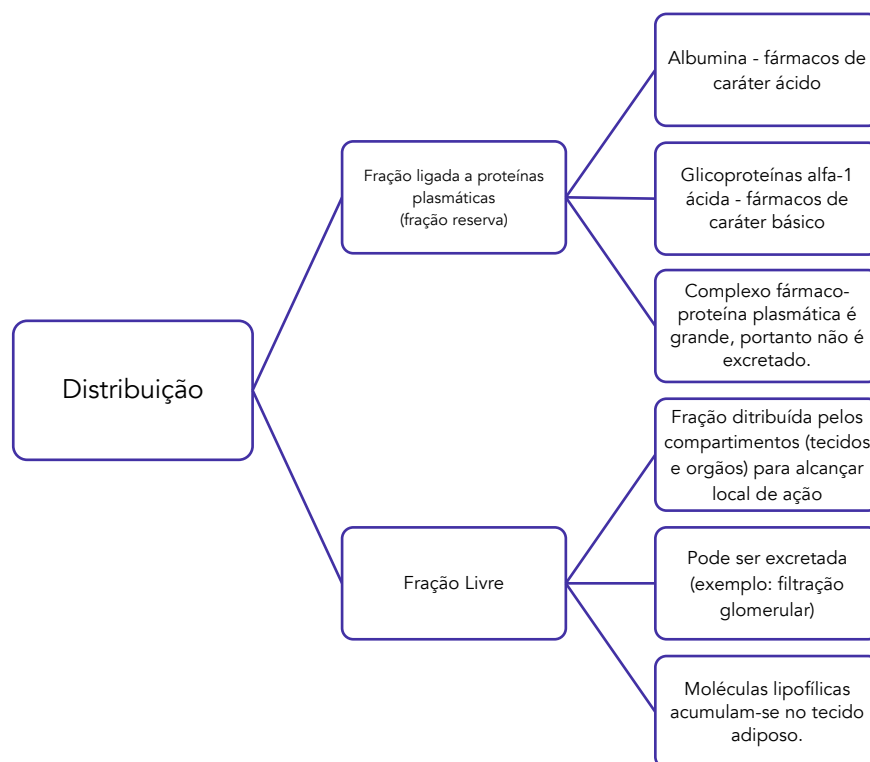 Distribuição
Fração ligada a proteínas
plasmáticas
(fração reserva)
Albumina - fármacos de
caráter ácido
Glicoproteínas alfa-1
ácida - fármacos de
caráter básico
Complexo fármaco-
proteína plasmática é
grande, portanto não é
excretado.
Fração Livre
Fração ditribuída pelos
compartimentos (tecidos
e orgãos) para alcançar
local de ação
Pode ser excretada
(exemplo: filtração
glomerular)
Moléculas lipofílicas
acumulam-se no tecido
adiposo.